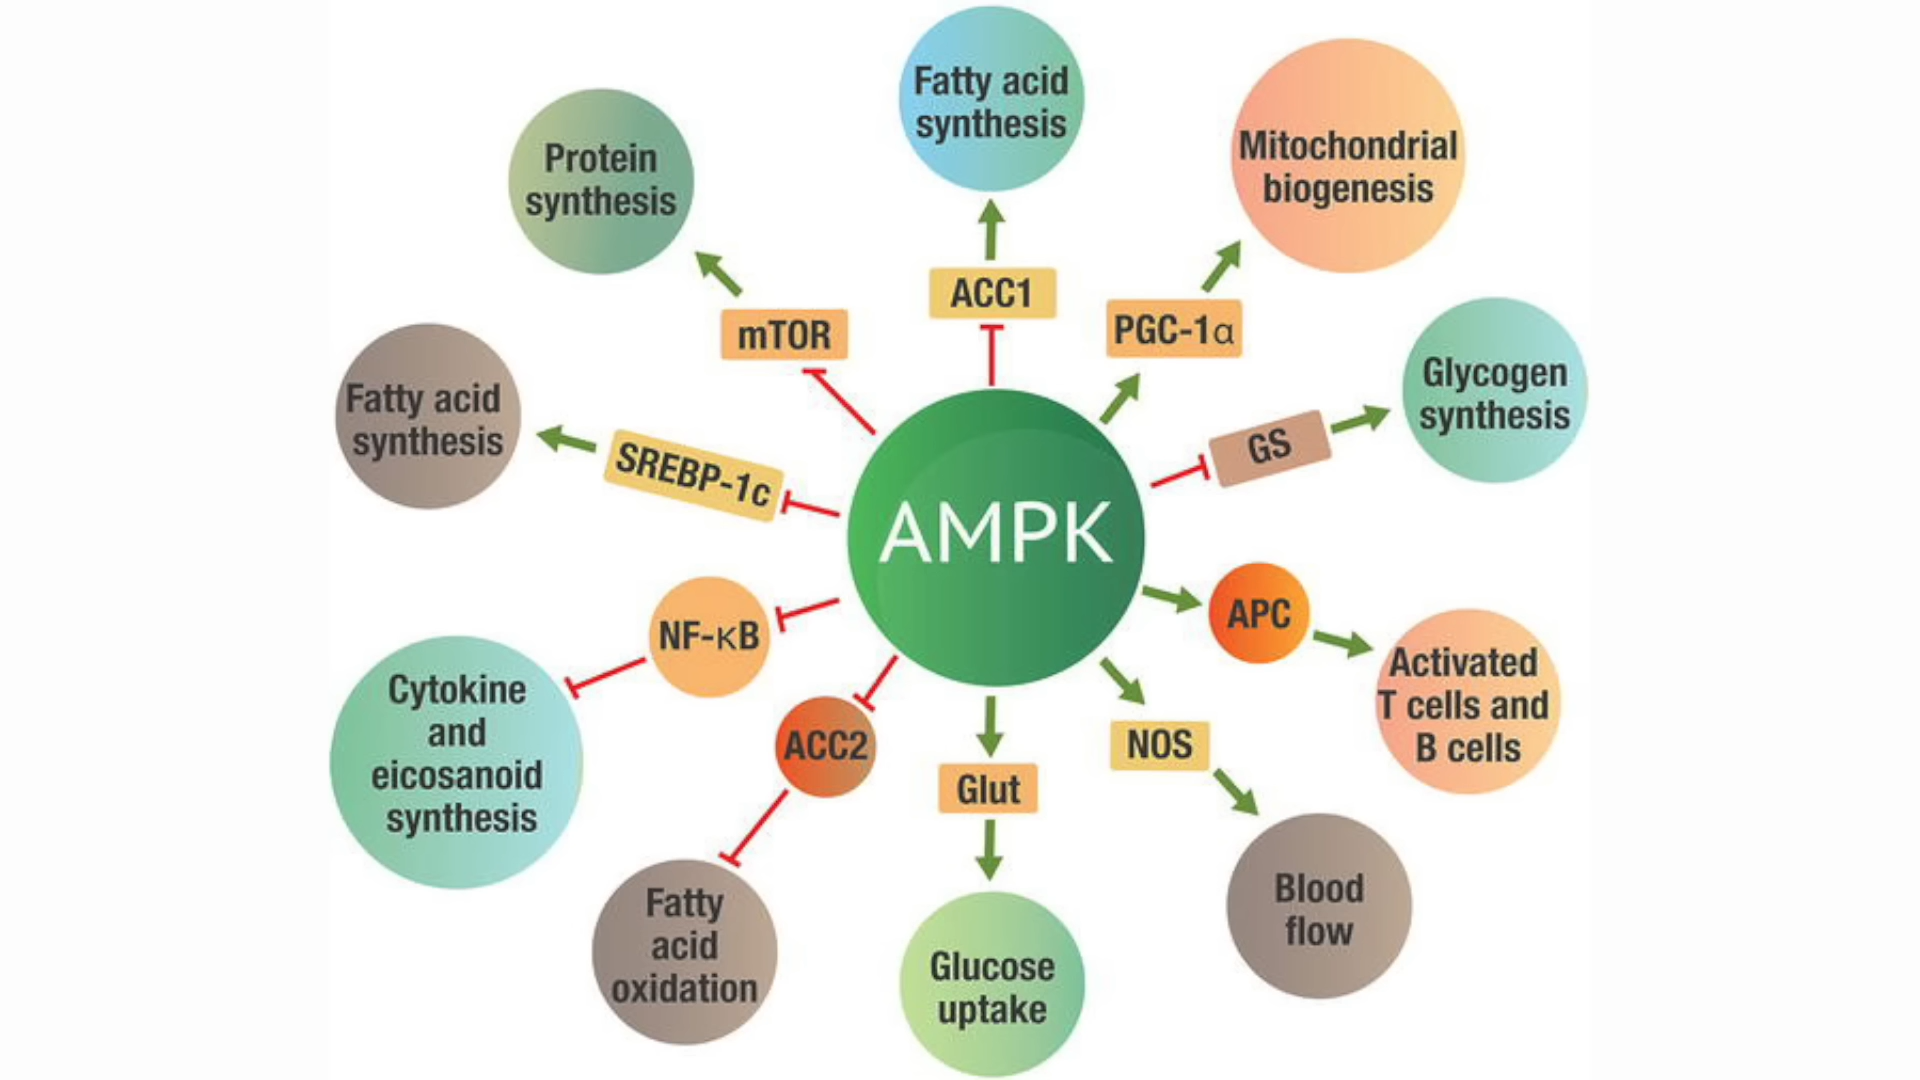 Fatty acid
synthesis
Mitochondrial
biogenesis
Protein
synthesis
ACC1
PGC-1α
mTOR
Glycogen
synthesis
Fatty acid
synthesis
GS
SREBP-1c
AMPK
NF-κB
APC
Activated
T cells and
B cells
Cytokine
and
eicosanoid
synthesis
ACC2
NOS
Glut
Fatty
acid
oxidation
Blood
flow
Glucose
uptake